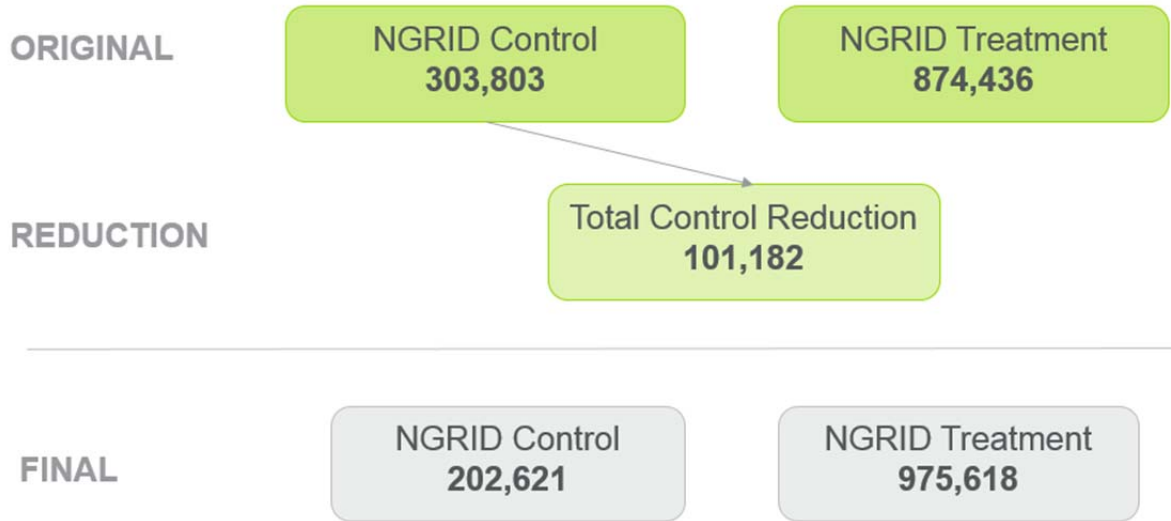 ORIGINAL
NGRID Control
303,803
NGRID Treatment
874,436
REDUCTION
Total Control Reduction
101,182
FINAL
NGRID Control
202,621
NGRID Treatment
975,618